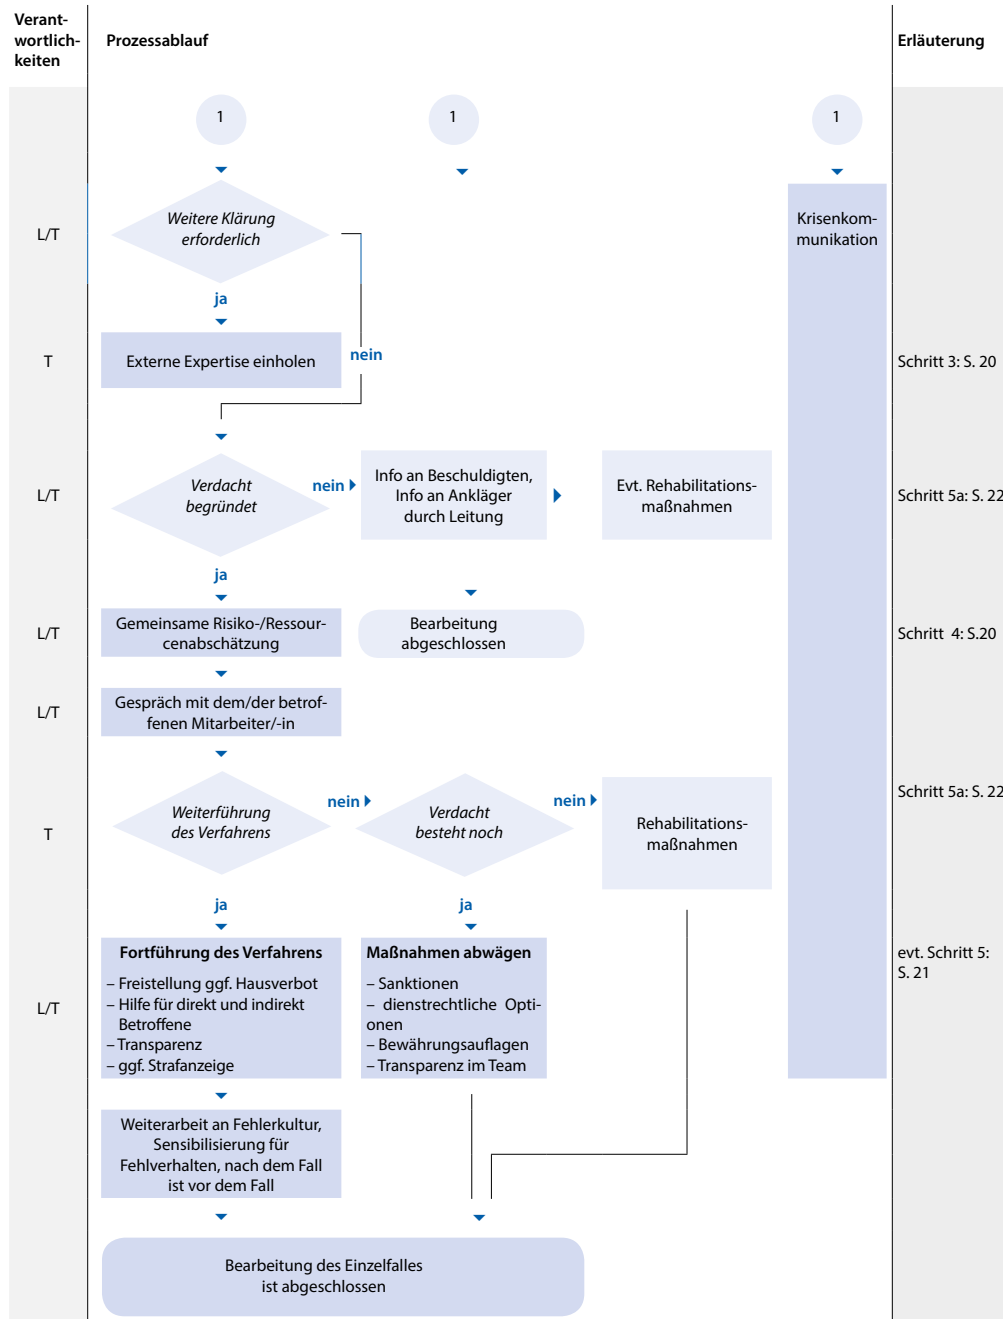 Verant-
wortlich-
keiten
Prozessablauf
Erläuterung
1
1
1
L/T
Weitere Klärung
erforderlich
Krisenkom-
munikation
ja
T
Externe Expertise einholen
nein
Schritt 3: S. 20
L/T
Verdacht
begründet
nein
Info an Beschuldigten,
Info an Ankläger
durch Leitung
Evt. Rehabilitations-
maßnahmen
Schritt 5a: S. 22
ja
L/T
Gemeinsame Risiko-/Ressour-
cenabschätzung
Bearbeitung
abgeschlossen
Schritt  4: S.20
L/T
Gespräch mit dem/der betrof-
fenen Mitarbeiter/-in
T
Weiterführung
des Verfahrens
nein
Verdacht
besteht noch
nein
Rehabilitations-
maßnahmen
Schritt 5a: S. 22
ja
ja
L/T
Fortführung des Verfahrens
– Freistellung ggf. Hausverbot
– Hilfe für direkt und indirekt
Betroffene
– Transparenz
– ggf. Strafanzeige
Maßnahmen abwägen
– Sanktionen
– dienstrechtliche Opti-
onen
– Bewährungsauflagen
– Transparenz im Team
evt. Schritt 5:
S. 21
Weiterarbeit an Fehlerkultur,
Sensibilisierung für
Fehlverhalten, nach dem Fall
ist vor dem Fall
Bearbeitung des Einzelfalles
ist abgeschlossen